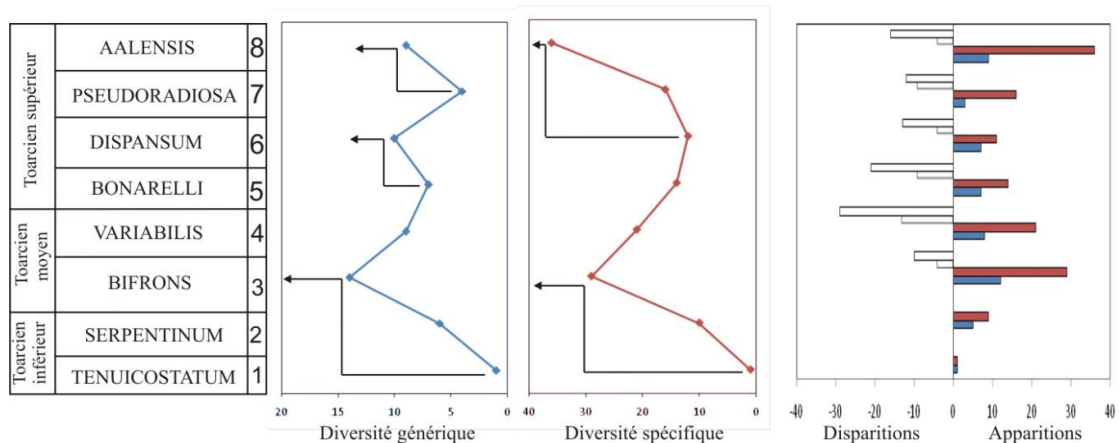 Toarcien supérieur
AALENSIS 8
PSEUDORADIOSA 7
DISPANSUM 6
BONARELLI 5
Toarcien moyen
VARIABILIS 4
BIFRONS 3
Toarcien inférieur
SERPENTINUM 2
TENUICOSTATUM 1
20 15 10 5 0
Diversité générique
40 30 20 10 0
Diversité spécifique
-40 -30 -20 -10 0 10 20 30 40
Disparitions Apparitions